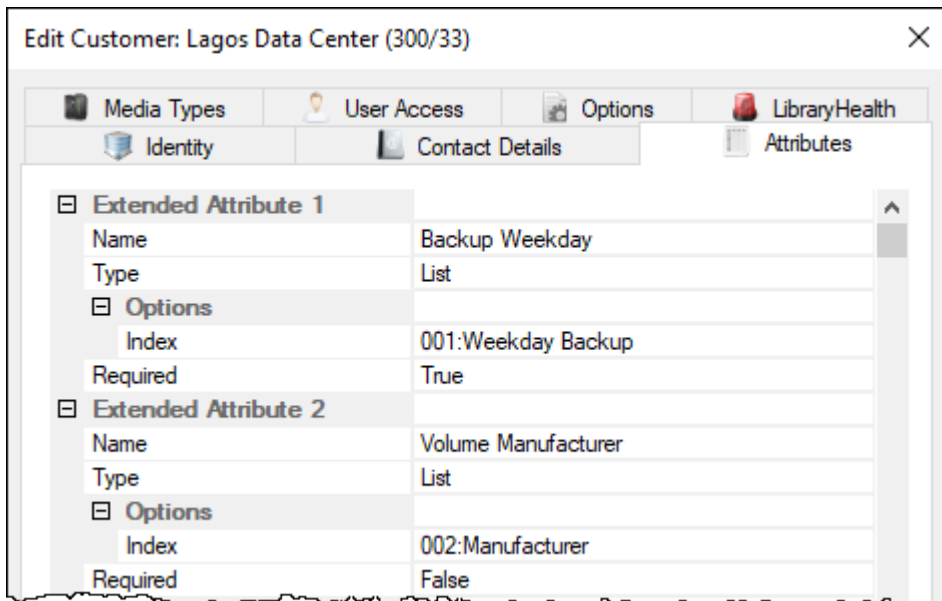 Edit Customer: Lagos Data Center (300/33)
Media Types User Access Options LibraryHealth
Identity Contact Details Attributes
Extended Attribute 1
Name Backup Weekday
Type List
Options
Index 001:Weekday Backup
Required True
Extended Attribute 2
Name Volume Manufacturer
Type List
Options
Index 002:Manufacturer
Required False